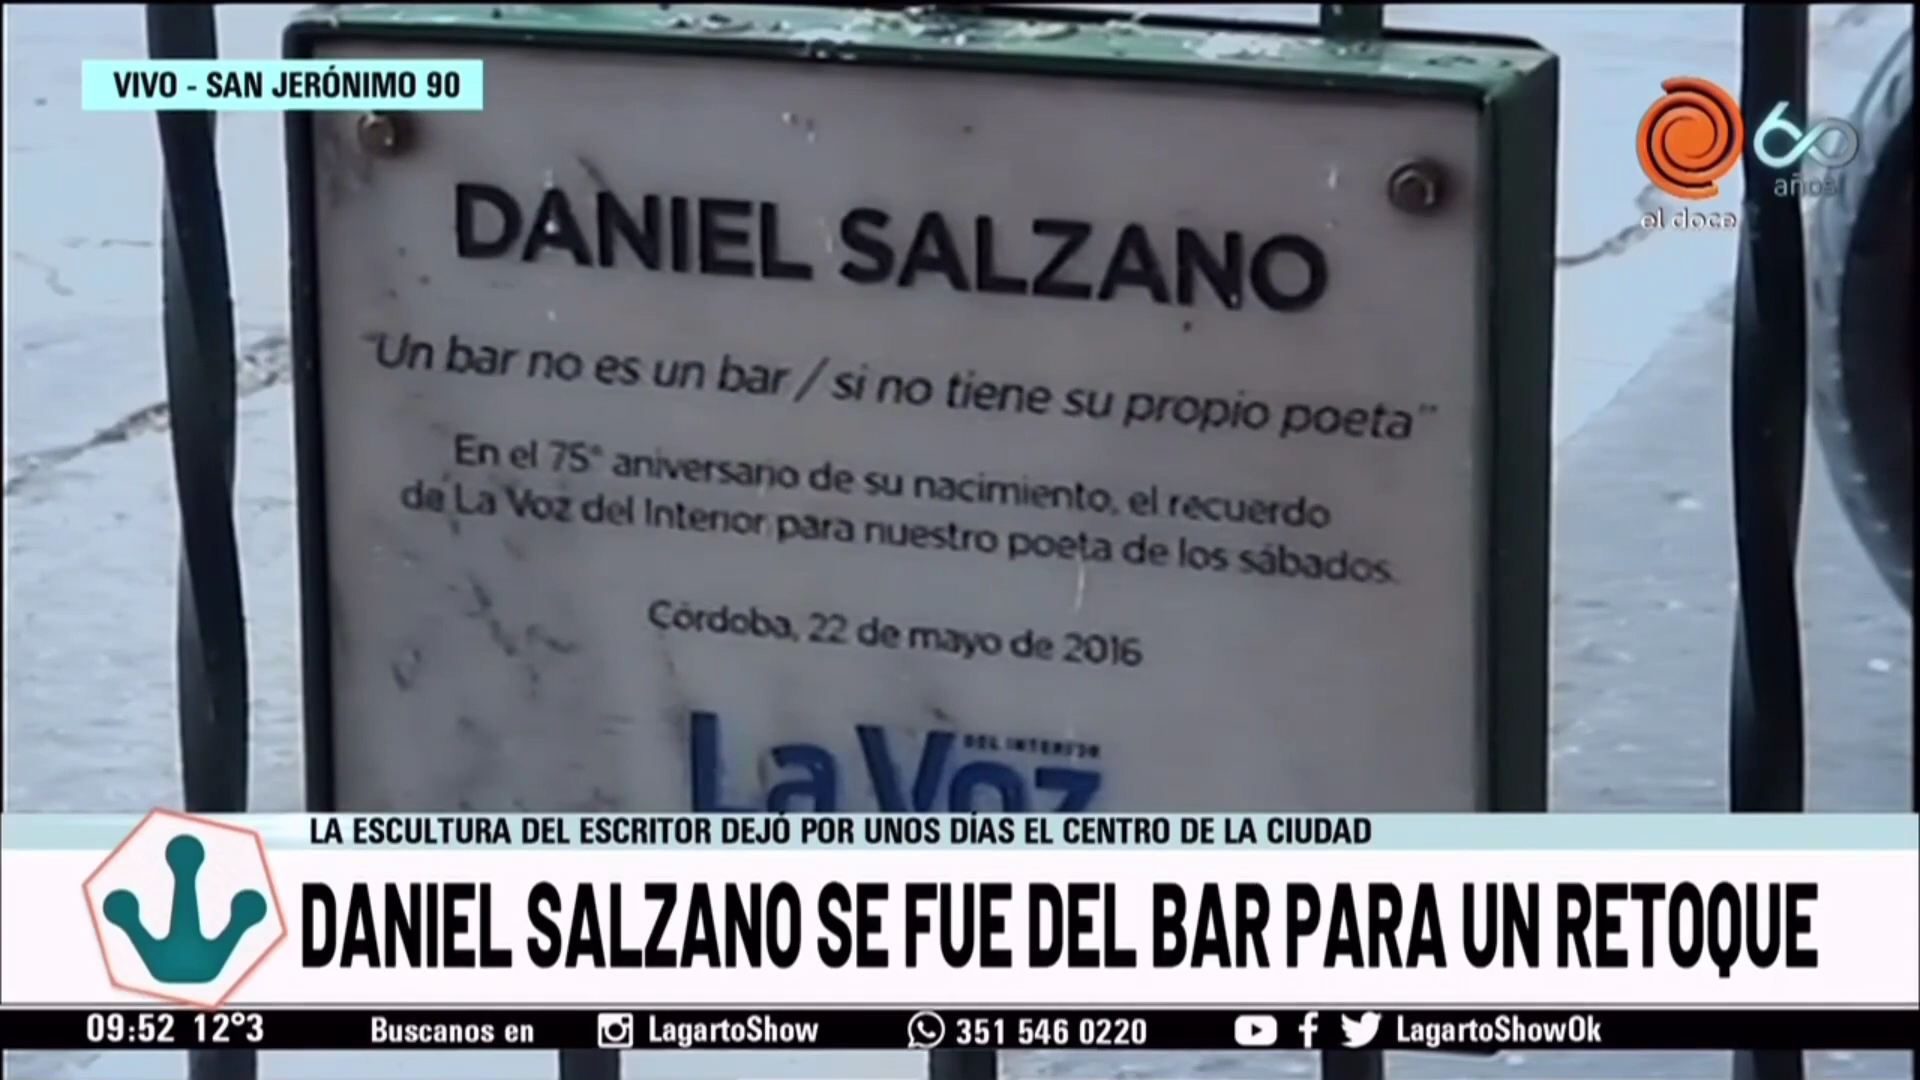 VIVO - SAN JERÓNIMO 90
60
años
el doce
DANIEL SALZANO
"Un bar no es un bar / si no tiene su propio poeta"
En el 75° aniversario de su nacimiento, el recuerdo
de La Voz del Interior para nuestro poeta de los sábados.
Córdoba, 22 de mayo de 2016
La Voz
DEL INTERIOR
LA ESCULTURA DEL ESCRITOR DEJÓ POR UNOS DÍAS EL CENTRO DE LA CIUDAD
DANIEL SALZANO SE FUE DEL BAR PARA UN RETOQUE
09:52 12°3 Buscanos en LagartoShow 351 546 0220 LagartoShowOk